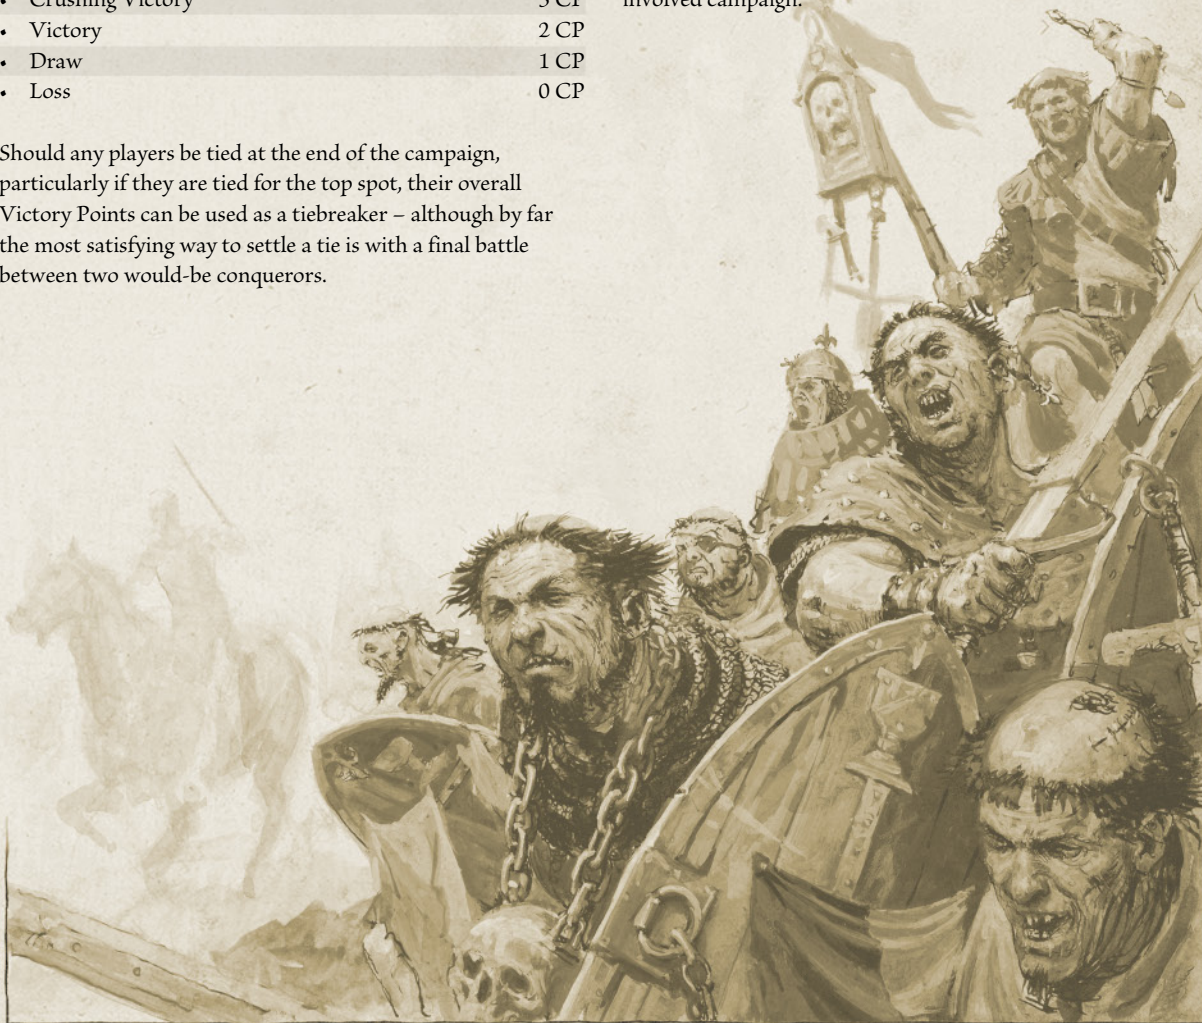 • Crushing Victory 3 CP
• Victory 2 CP
• Draw 1 CP
• Loss 0 CP
Should any players be tied at the end of the campaign,
particularly if they are tied for the top spot, their overall
Victory Points can be used as a tiebreaker – although by far
the most satisfying way to settle a tie is with a final battle
between two would-be conquerors.
involved campaign.